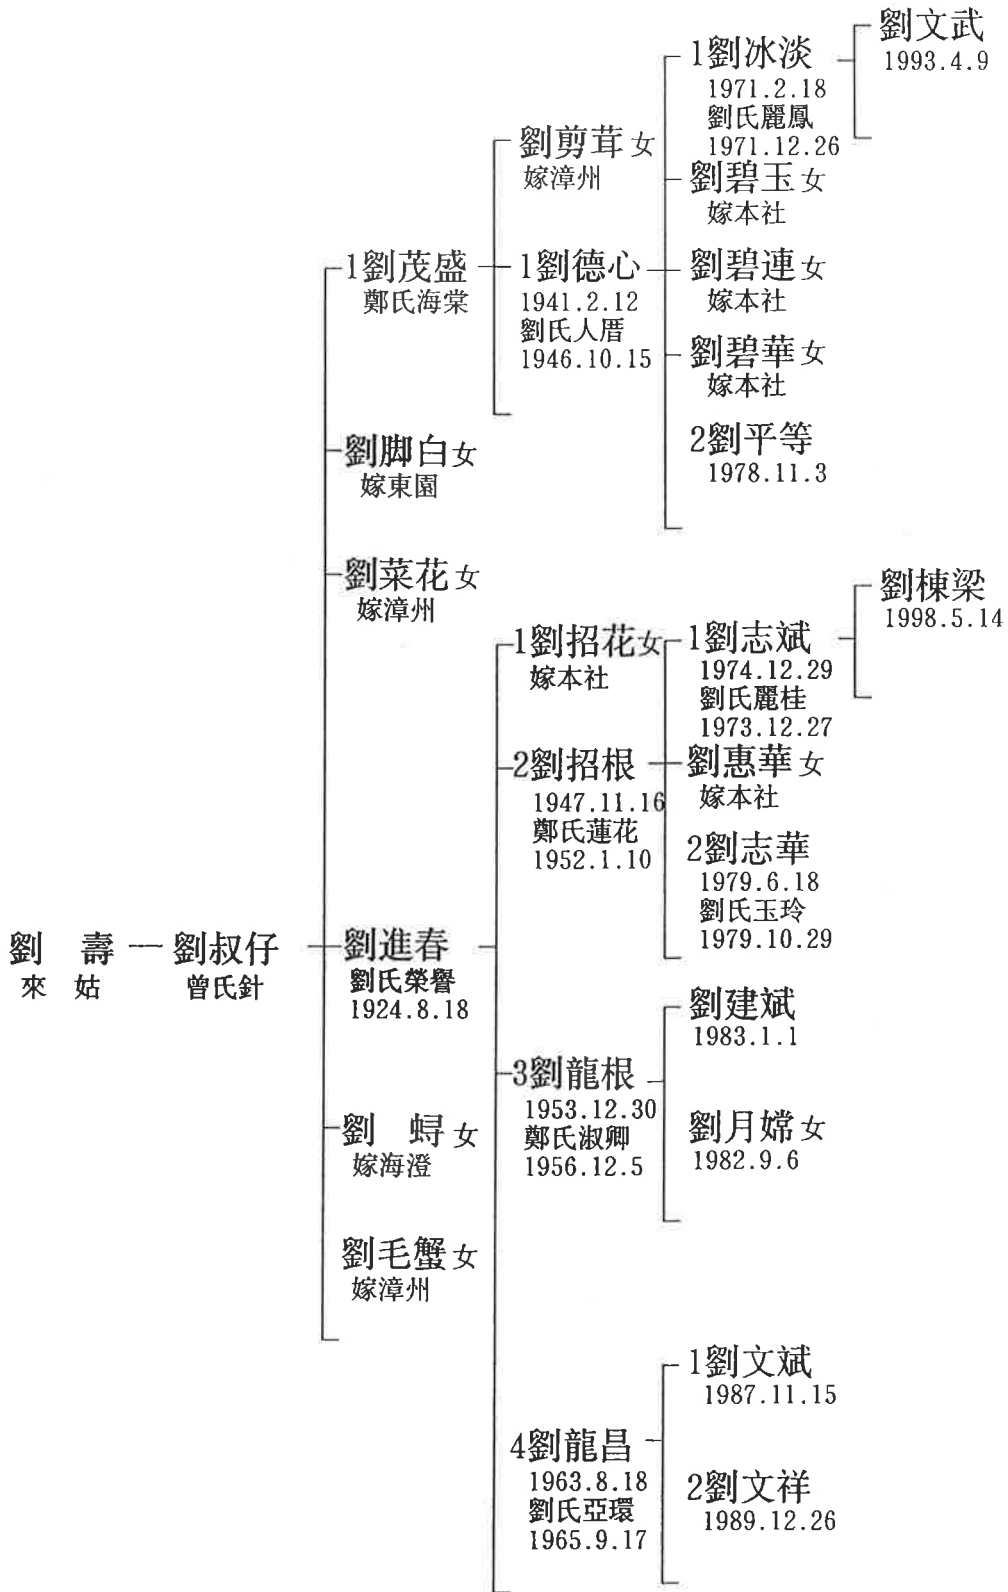 劉　壽
來　姑
劉叔仔
曾氏針
1劉茂盛
鄭氏海棠
劉脚白女
嫁東園
劉菜花女
嫁漳州
劉進春
劉氏榮譽
1924.8.18
劉　蟳女
嫁海澄
劉毛蟹女
嫁漳州
劉剪茸女
嫁漳州
1劉德心
1941.2.12
劉氏人厝
1946.10.15
1劉招花女
嫁本社
2劉招根
1947.11.16
鄭氏蓮花
1952.1.10
3劉龍根
1953.12.30
鄭氏淑卿
1956.12.5
4劉龍昌
1963.8.18
劉氏亞環
1965.9.17
1劉冰淡
1971.2.18
劉氏麗鳳
1971.12.26
劉碧玉女
嫁本社
劉碧連女
嫁本社
劉碧華女
嫁本社
2劉平等
1978.11.3
1劉志斌
1974.12.29
劉氏麗桂
1973.12.27
劉惠華女
嫁本社
2劉志華
1979.6.18
劉氏玉玲
1979.10.29
劉建斌
1983.1.1
劉月嫦女
1982.9.6
1劉文斌
1987.11.15
2劉文祥
1989.12.26
劉文武
1993.4.9
劉棟梁
1998.5.14